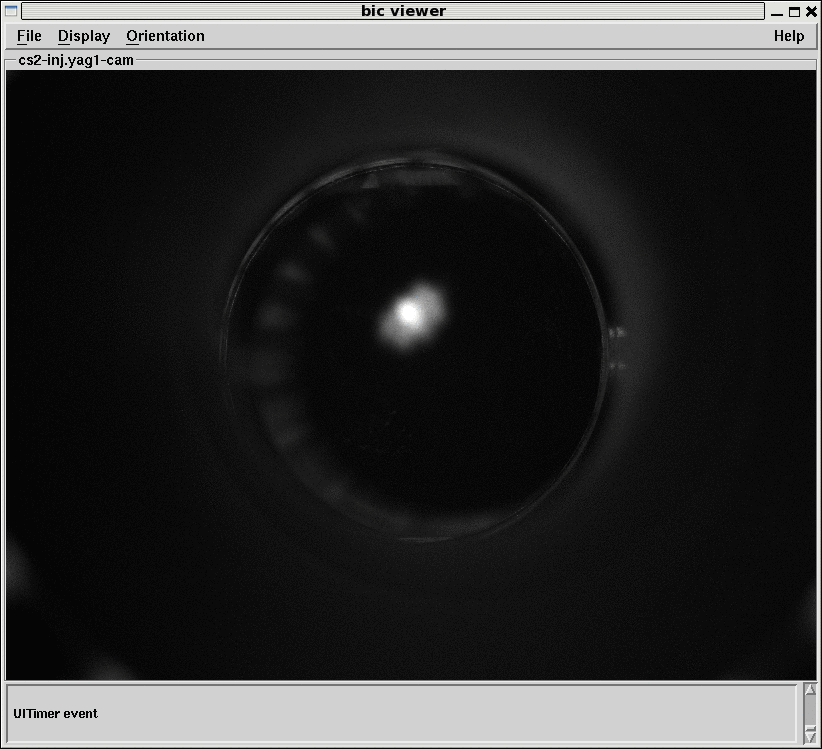 bic viewer
File Display Orientation Help
cs2-inj.yag1-cam
UITimer event